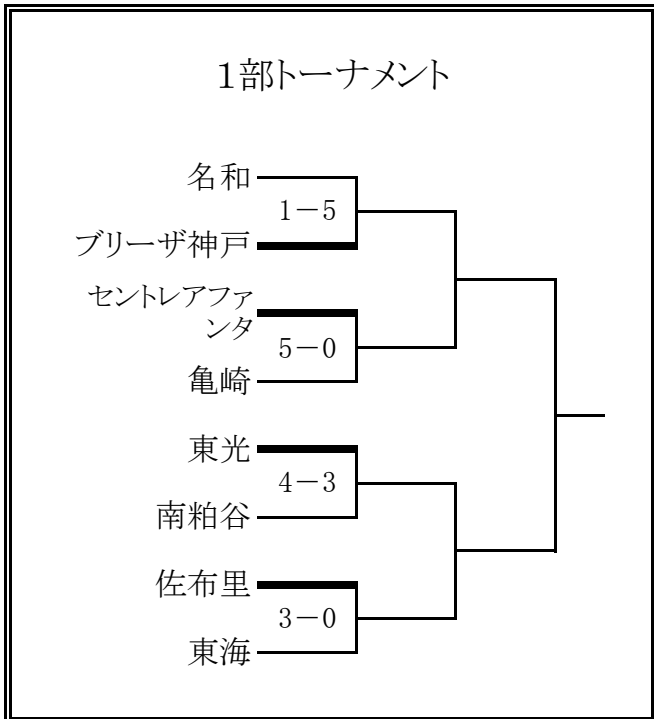 １部トーナメント
名和
1－5
ブリーザ神戸
セントレアファ
ンタ
5－0
亀崎
東光
4－3
南粕谷
佐布里
3－0
東海